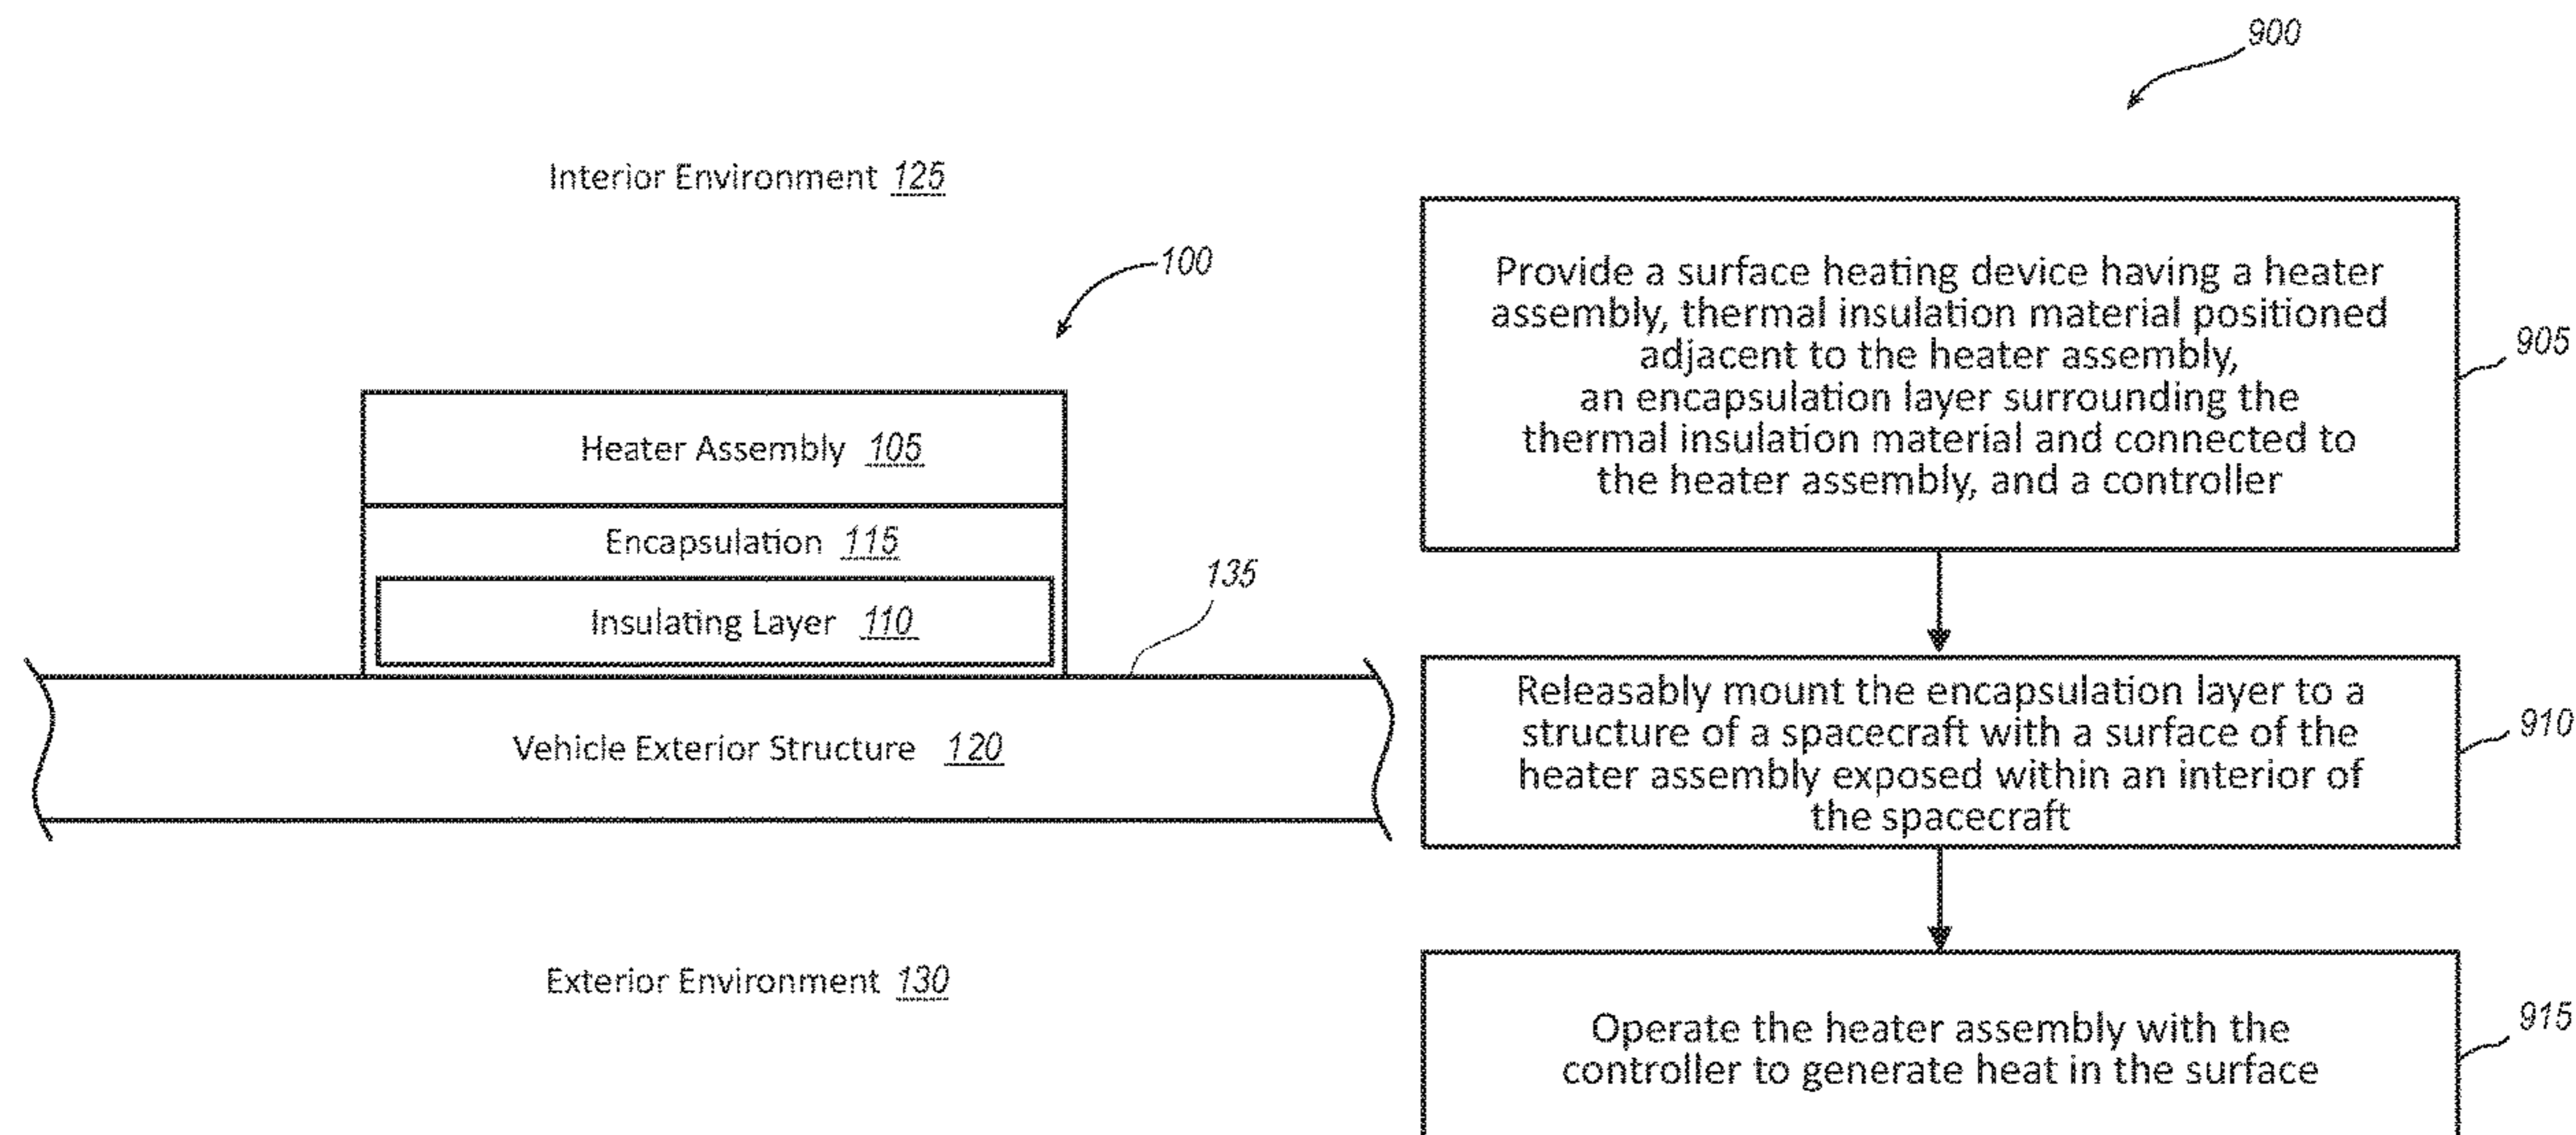 Interior Environment 125
100
Heater Assembly 105
Encapsulation 115
135
Insulating Layer 110
Vehicle Exterior Structure 120
Exterior Environment 130
900
Provide a surface heating device having a heater
assembly, thermal insulation material positioned
adjacent to the heater assembly,
an encapsulation layer surrounding the
thermal insulation material and connected to
the heater assembly, and a controller
905
Releasably mount the encapsulation layer to a
structure of a spacecraft with a surface of the
heater assembly exposed within an interior of
the spacecraft
910
Operate the heater assembly with the
controller to generate heat in the surface
915